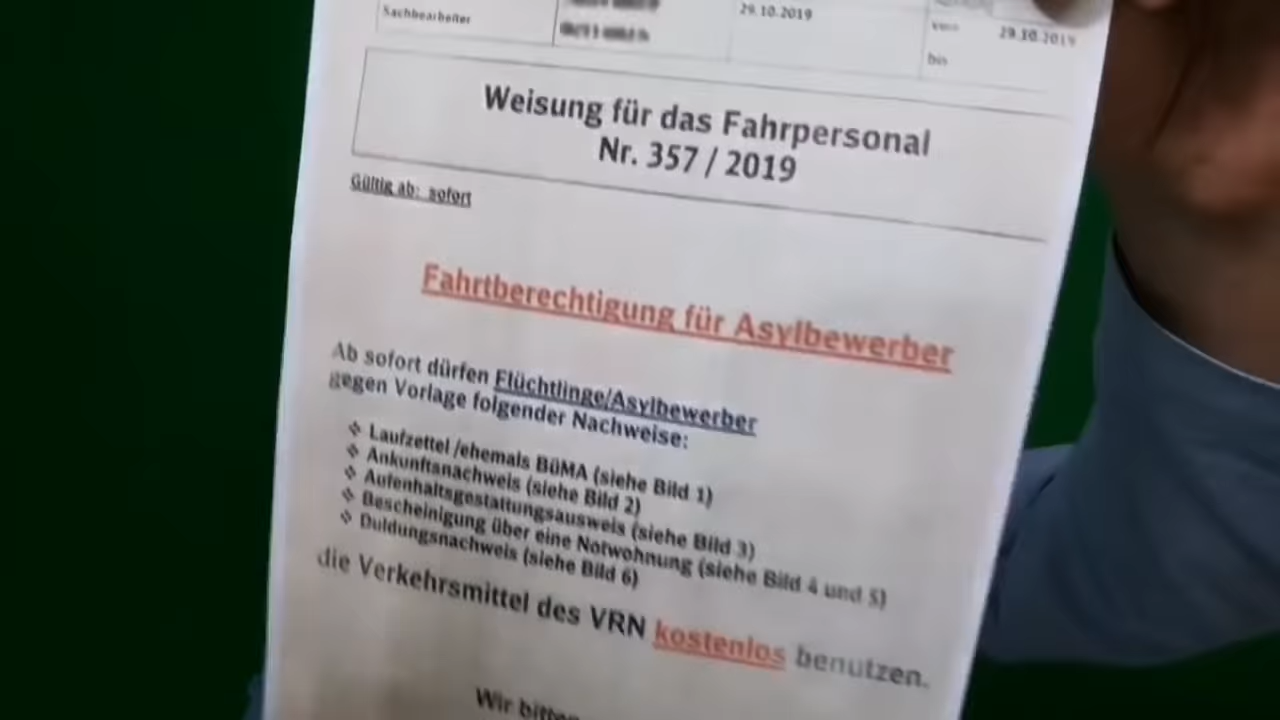 Sachbearbeiter
29.10.2019
vom 29.10.2019
bis
Weisung für das Fahrpersonal
Nr. 357 / 2019
Gültig ab: sofort
Fahrtberechtigung für Asylbewerber
Ab sofort dürfen Flüchtlinge/Asylbewerber
gegen Vorlage folgender Nachweise:
❖ Laufzettel /ehemals BüMA (siehe Bild 1)
❖ Ankunftsnachweis (siehe Bild 2)
❖ Aufenhaltsgestattungsausweis (siehe Bild 3)
❖ Bescheinigung über eine Notwohnung (siehe Bild 4 und 5)
❖ Duldungsnachweis (siehe Bild 6)
die Verkehrsmittel des VRN kostenlos benutzen.
Wir bitten